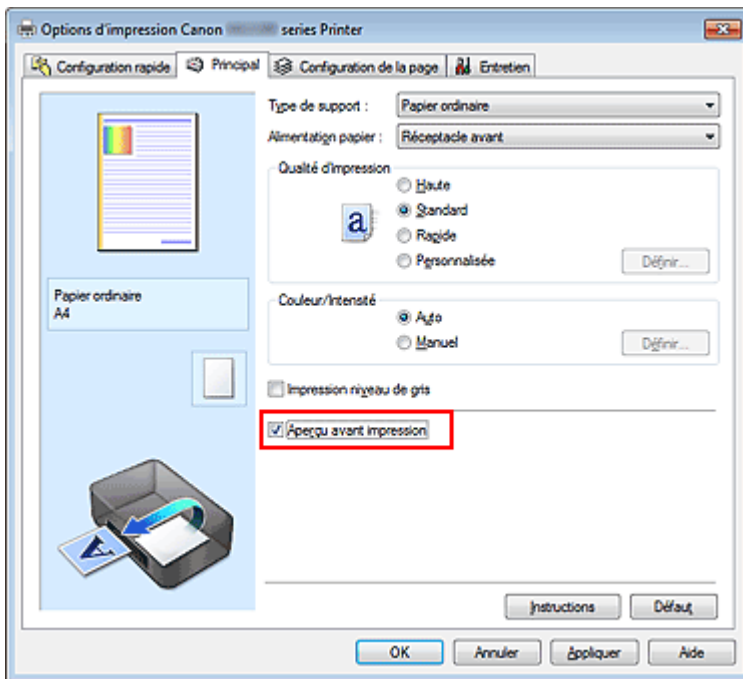 Options d'impression Canon series Printer
Configuration rapide Principal Configuration de la page Entretien
Type de support : Papier ordinaire
Alimentation papier : Réceptacle avant
Qualité d'impression
Haute
a Standard
Rapide
Personnalisée Définir...
Papier ordinaire
A4
Couleur/Intensité
Auto
Manuel Définir...
Impression niveau de gris
Aperçu avant impression
A
Instructions Défaut
OK Annuler Appliquer Aide